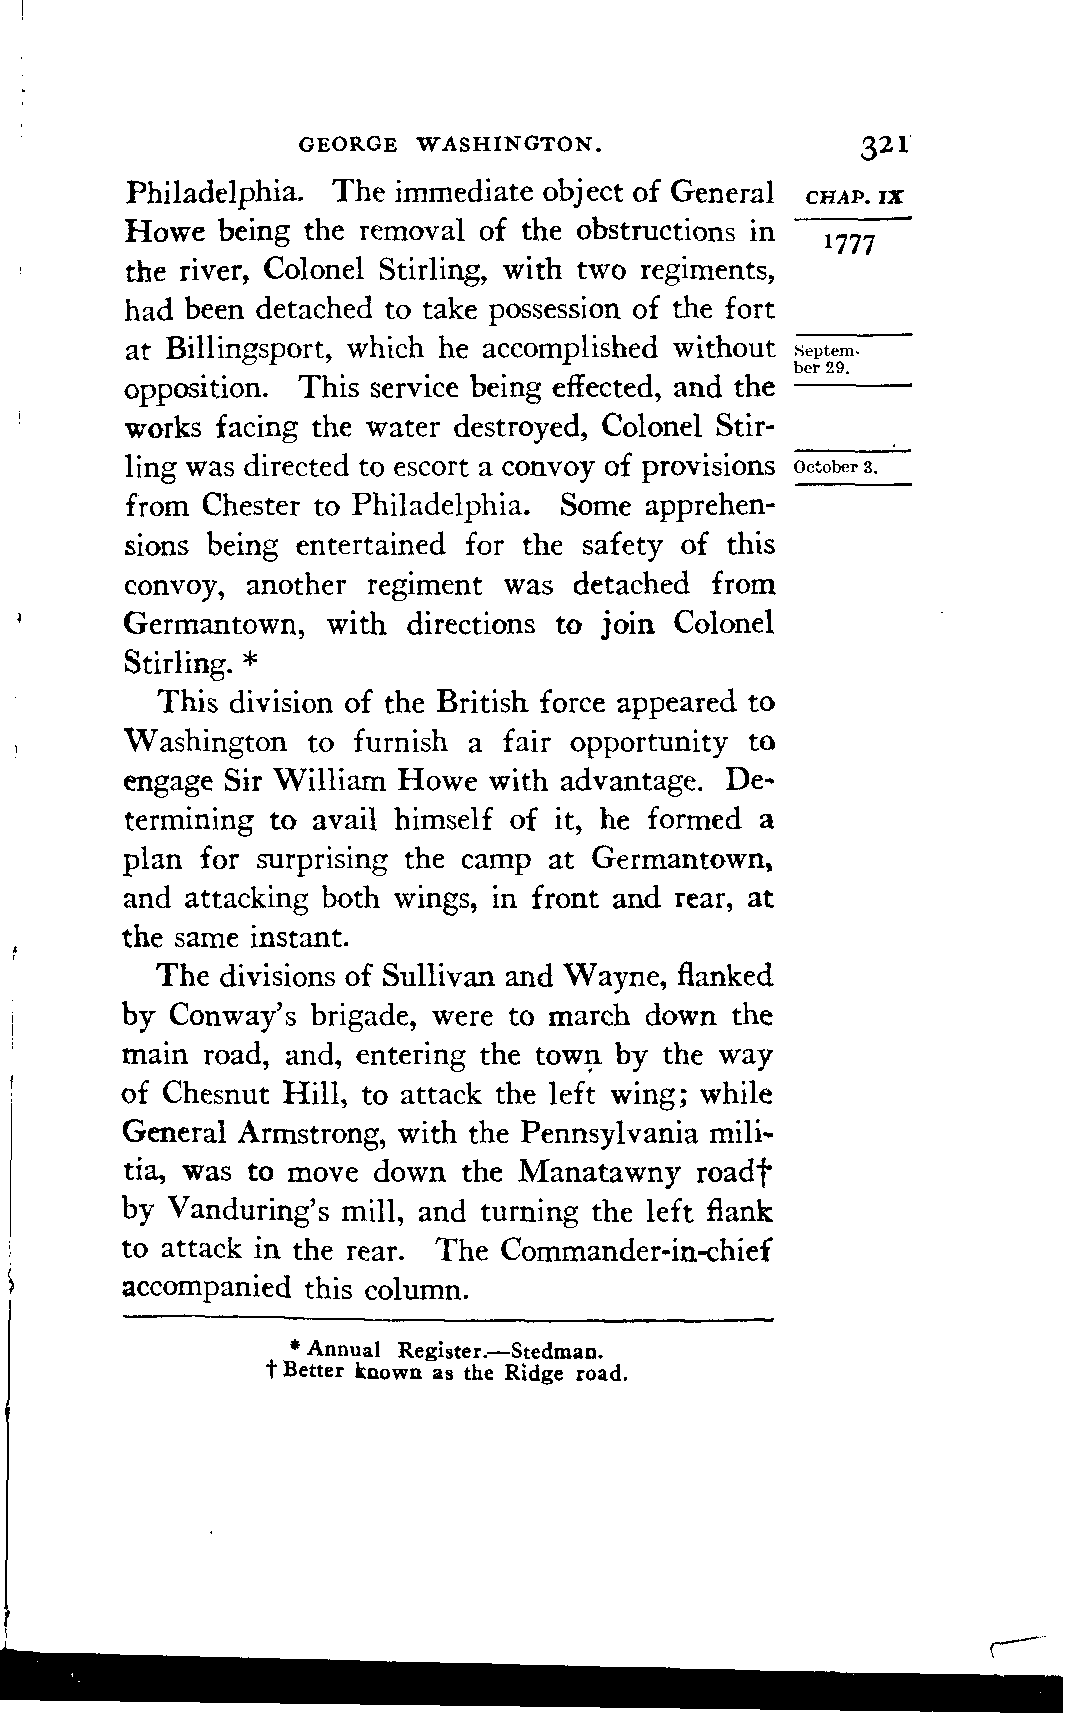 GEORGE WASHINGTON. 321
Philadelphia. The immediate object of General CHAP. IX
Howe being the removal of the obstructions in 1777
the river, Colonel Stirling, with two regiments,
had been detached to take possession of the fort
at Billingsport, which he accomplished without Septem-
ber 29.
opposition. This service being effected, and the
works facing the water destroyed, Colonel Stir-
ling was directed to escort a convoy of provisions October 3.
from Chester to Philadelphia. Some apprehen-
sions being entertained for the safety of this
convoy, another regiment was detached from
Germantown, with directions to join Colonel
Stirling. *
This division of the British force appeared to
Washington to furnish a fair opportunity to
engage Sir William Howe with advantage. De-
termining to avail himself of it, he formed a
plan for surprising the camp at Germantown,
and attacking both wings, in front and rear, at
the same instant.
The divisions of Sullivan and Wayne, flanked
by Conway's brigade, were to march down the
main road, and, entering the town by the way
of Chesnut Hill, to attack the left wing; while
General Armstrong, with the Pennsylvania mili-
tia, was to move down the Manatawny road†
by Vanduring's mill, and turning the left flank
to attack in the rear. The Commander-in-chief
accompanied this column.
* Annual Register.—Stedman.
† Better known as the Ridge road.